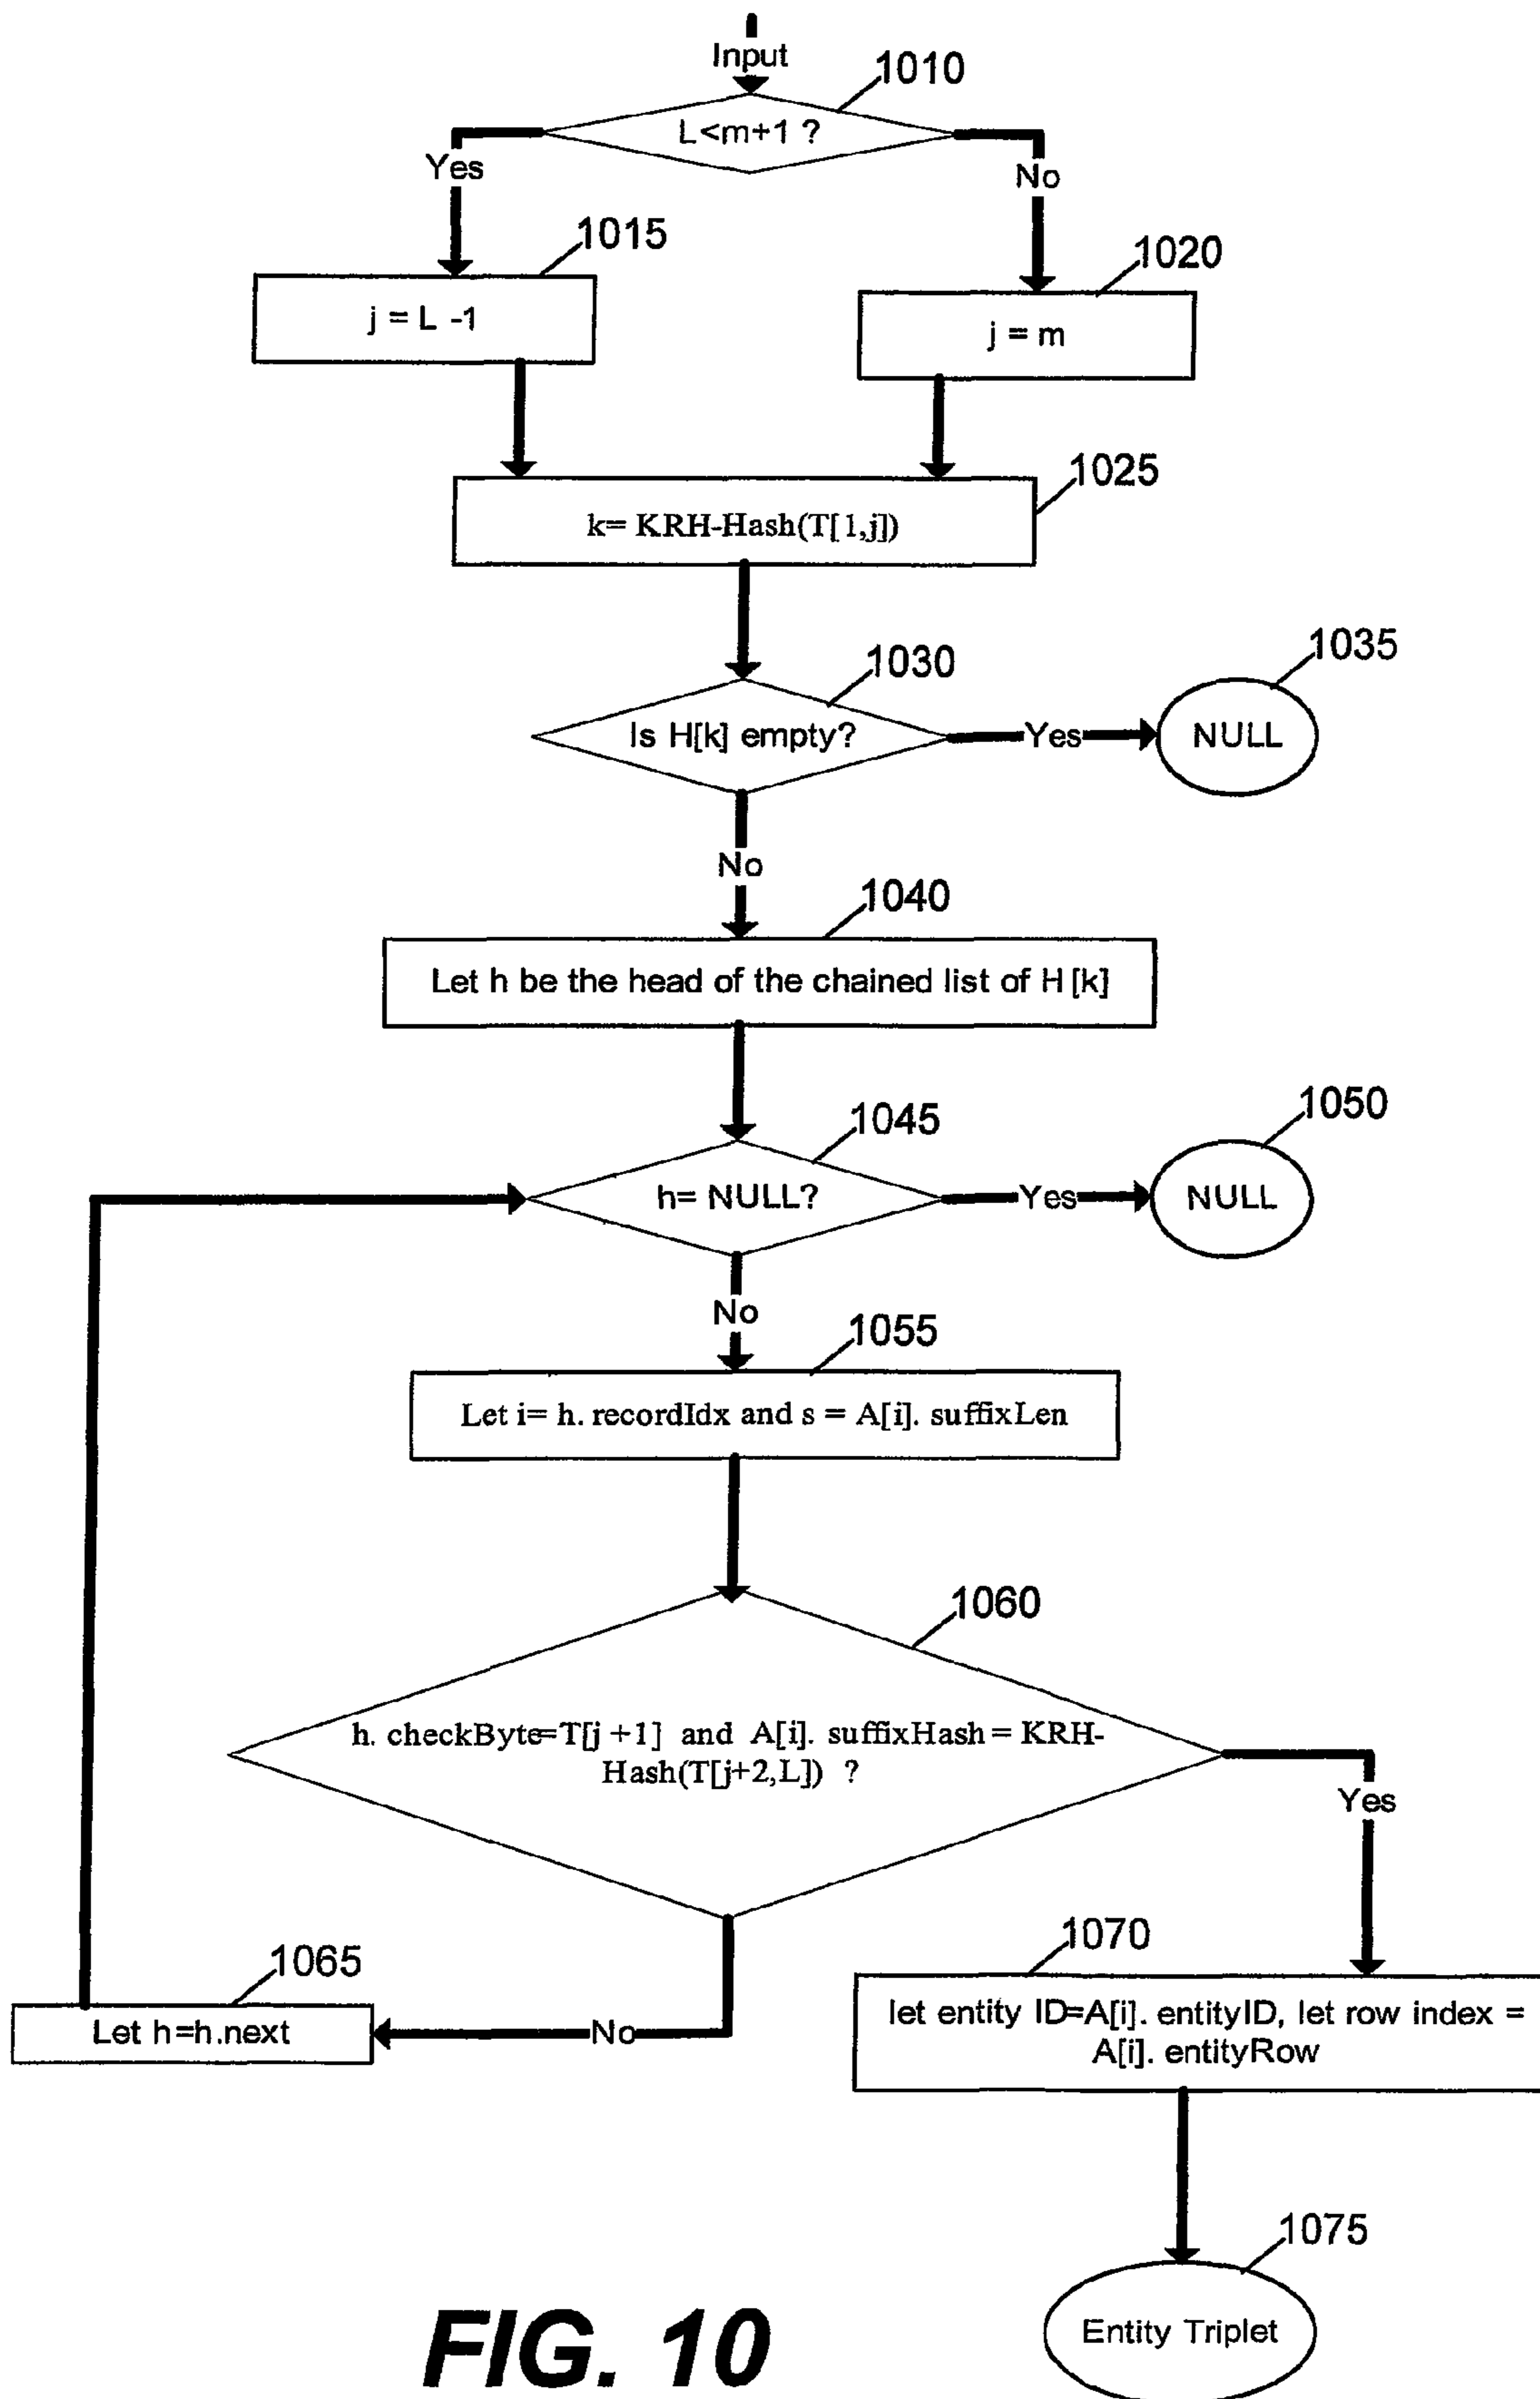 Input
1010
L<m+1 ?
Yes
No
1015
1020
j = L -1
j = m
1025
k= KRH-Hash(T[1,j])
1030
1035
Is H[k] empty?
Yes
NULL
No
1040
Let h be the head of the chained list of H [k]
1045
1050
h= NULL?
Yes
NULL
No
1055
Let i= h. recordIdx and s = A[i]. suffixLen
1060
h. checkByte=T[j +1] and A[i]. suffixHash = KRH-
Hash(T[j+2,L]) ?
Yes
1065
1070
Let h=h.next
No
let entity ID=A[i]. entityID, let row index =
A[i]. entityRow
1075
Entity Triplet
FIG. 10